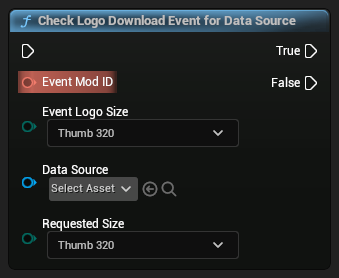 f Check Logo Download Event for Data Source
True
Event Mod ID
False
Event Logo Size
Thumb 320
Data Source
Select Asset
Requested Size
Thumb 320